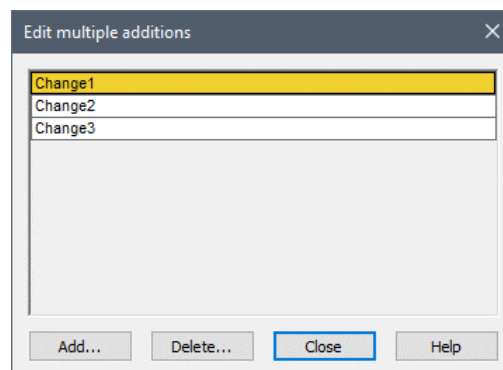 Edit multiple additions
Change1
Change2
Change3
Add... Delete... Close Help